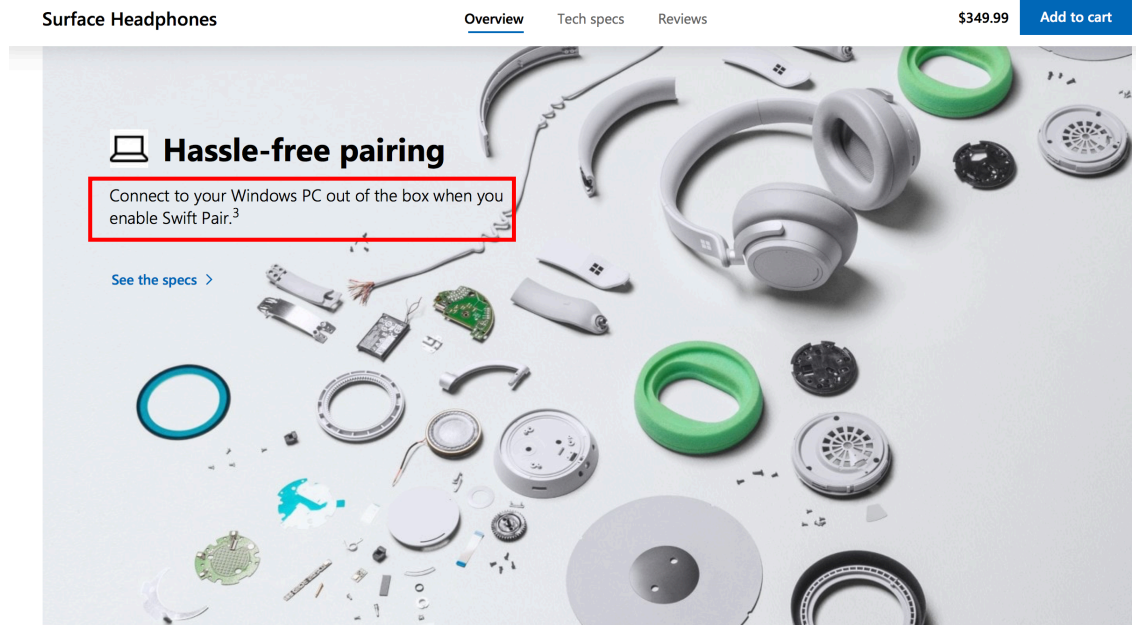 Surface Headphones
Overview
Tech specs
Reviews
$349.99
Add to cart
Hassle-free pairing
Connect to your Windows PC out of the box when you
enable Swift Pair.3
See the specs